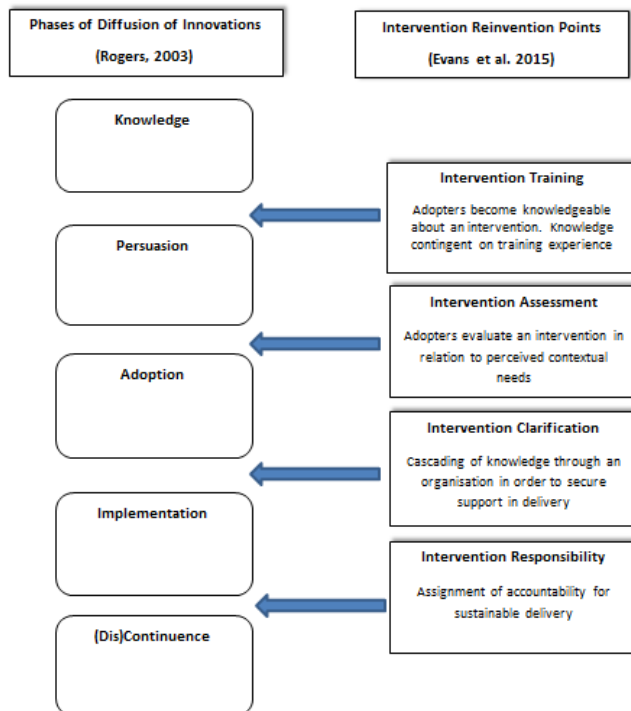 Phases of Diffusion of Innovations
(Rogers, 2003)
Intervention Reinvention Points
(Evans et al. 2015)
Knowledge
Intervention Training
Adopters become knowledgeable
about an intervention. Knowledge
contingent on training experience
Persuasion
Intervention Assessment
Adopters evaluate an intervention in
relation to perceived contextual
needs
Adoption
Intervention Clarification
Cascading of knowledge through an
organisation in order to secure
support in delivery
Implementation
Intervention Responsibility
Assignment of accountability for
sustainable delivery
(Dis)Continuence